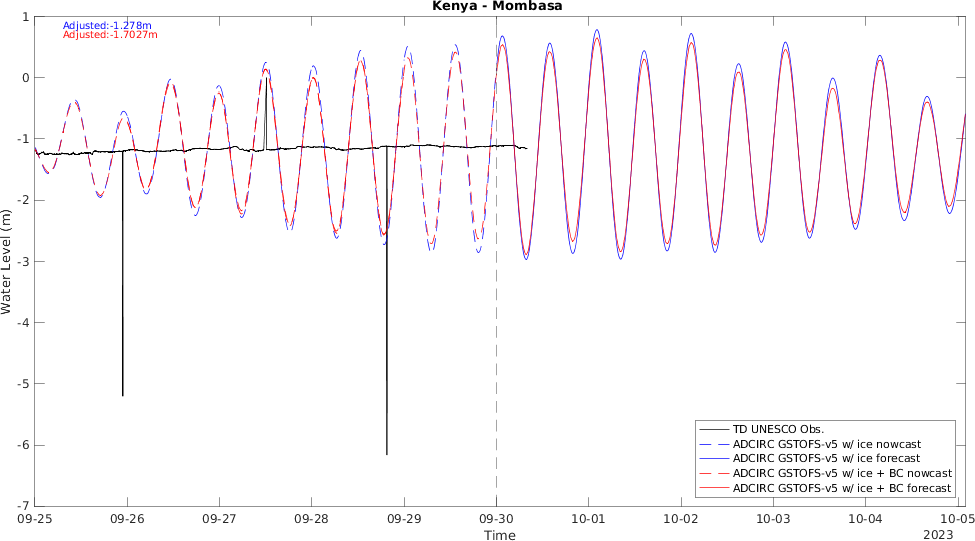 Kenya - Mombasa
Adjusted:-1.278m
Adjusted:-1.7027m
1
0
-1
-2
-3
-4
-5
-6
-7
Water Level (m)
TD UNESCO Obs.
ADCIRC GSTOFS-v5 w/ ice nowcast
ADCIRC GSTOFS-v5 w/ ice forecast
ADCIRC GSTOFS-v5 w/ ice + BC nowcast
ADCIRC GSTOFS-v5 w/ ice + BC forecast
09-25 09-26 09-27 09-28 09-29 09-30 10-01 10-02 10-03 10-04 10-05
Time
2023